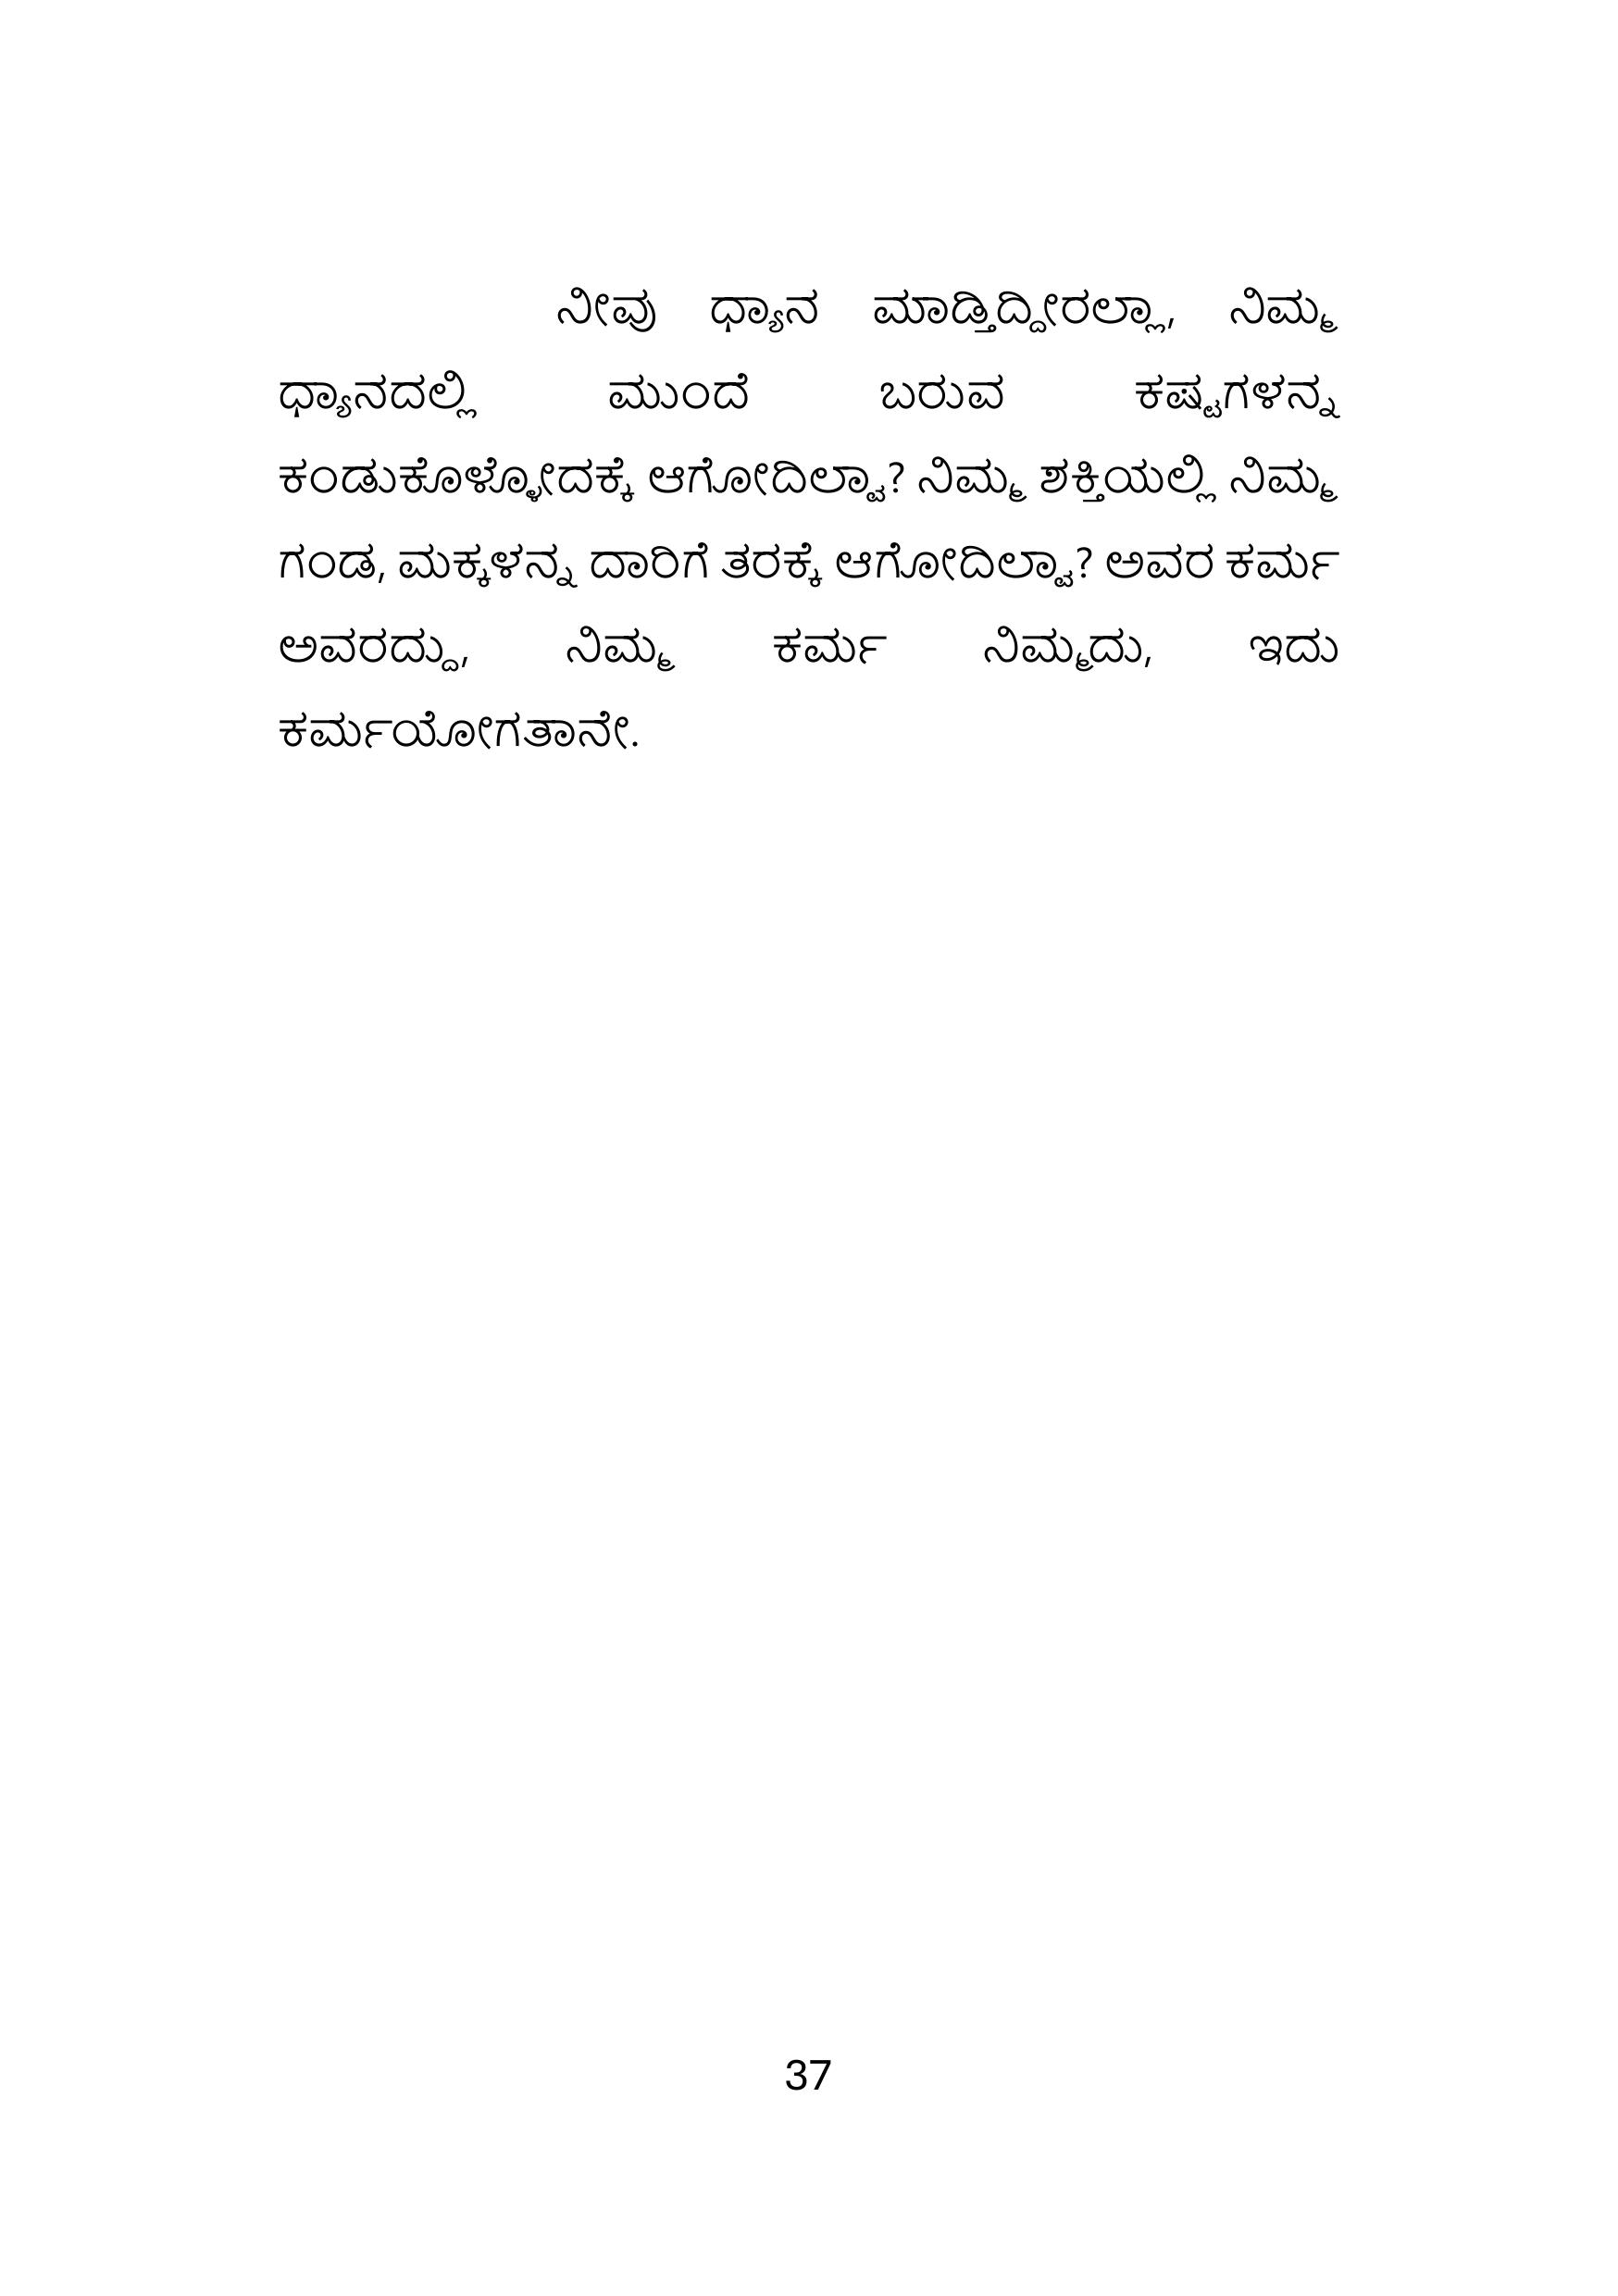 ನೀವು ಧ್ಯಾನ ಮಾಡ್ತಿದ್ದೀರಲ್ಲಾ, ನಿಮ್ಮ
ಧ್ಯಾನದಲ್ಲಿ ಮುಂದೆ ಬರುವ ಕಷ್ಟಗಳನ್ನ
ಕಂಡುಕೊಳ್ಳೋದಕ್ಕೆ ಆಗೋದಿಲ್ವಾ? ನಿಮ್ಮ ಶಕ್ತಿಯಲ್ಲಿ ನಿಮ್ಮ
ಗಂಡ, ಮಕ್ಕಳನ್ನ ದಾರಿಗೆ ತರಕ್ಕೆ ಆಗೋದಿಲ್ವಾ? ಅವರ ಕರ್ಮ
ಅವರದ್ದು, ನಿಮ್ಮ ಕರ್ಮ ನಿಮ್ಮದು, ಇದು
ಕರ್ಮಯೋಗತಾನೇ.
37